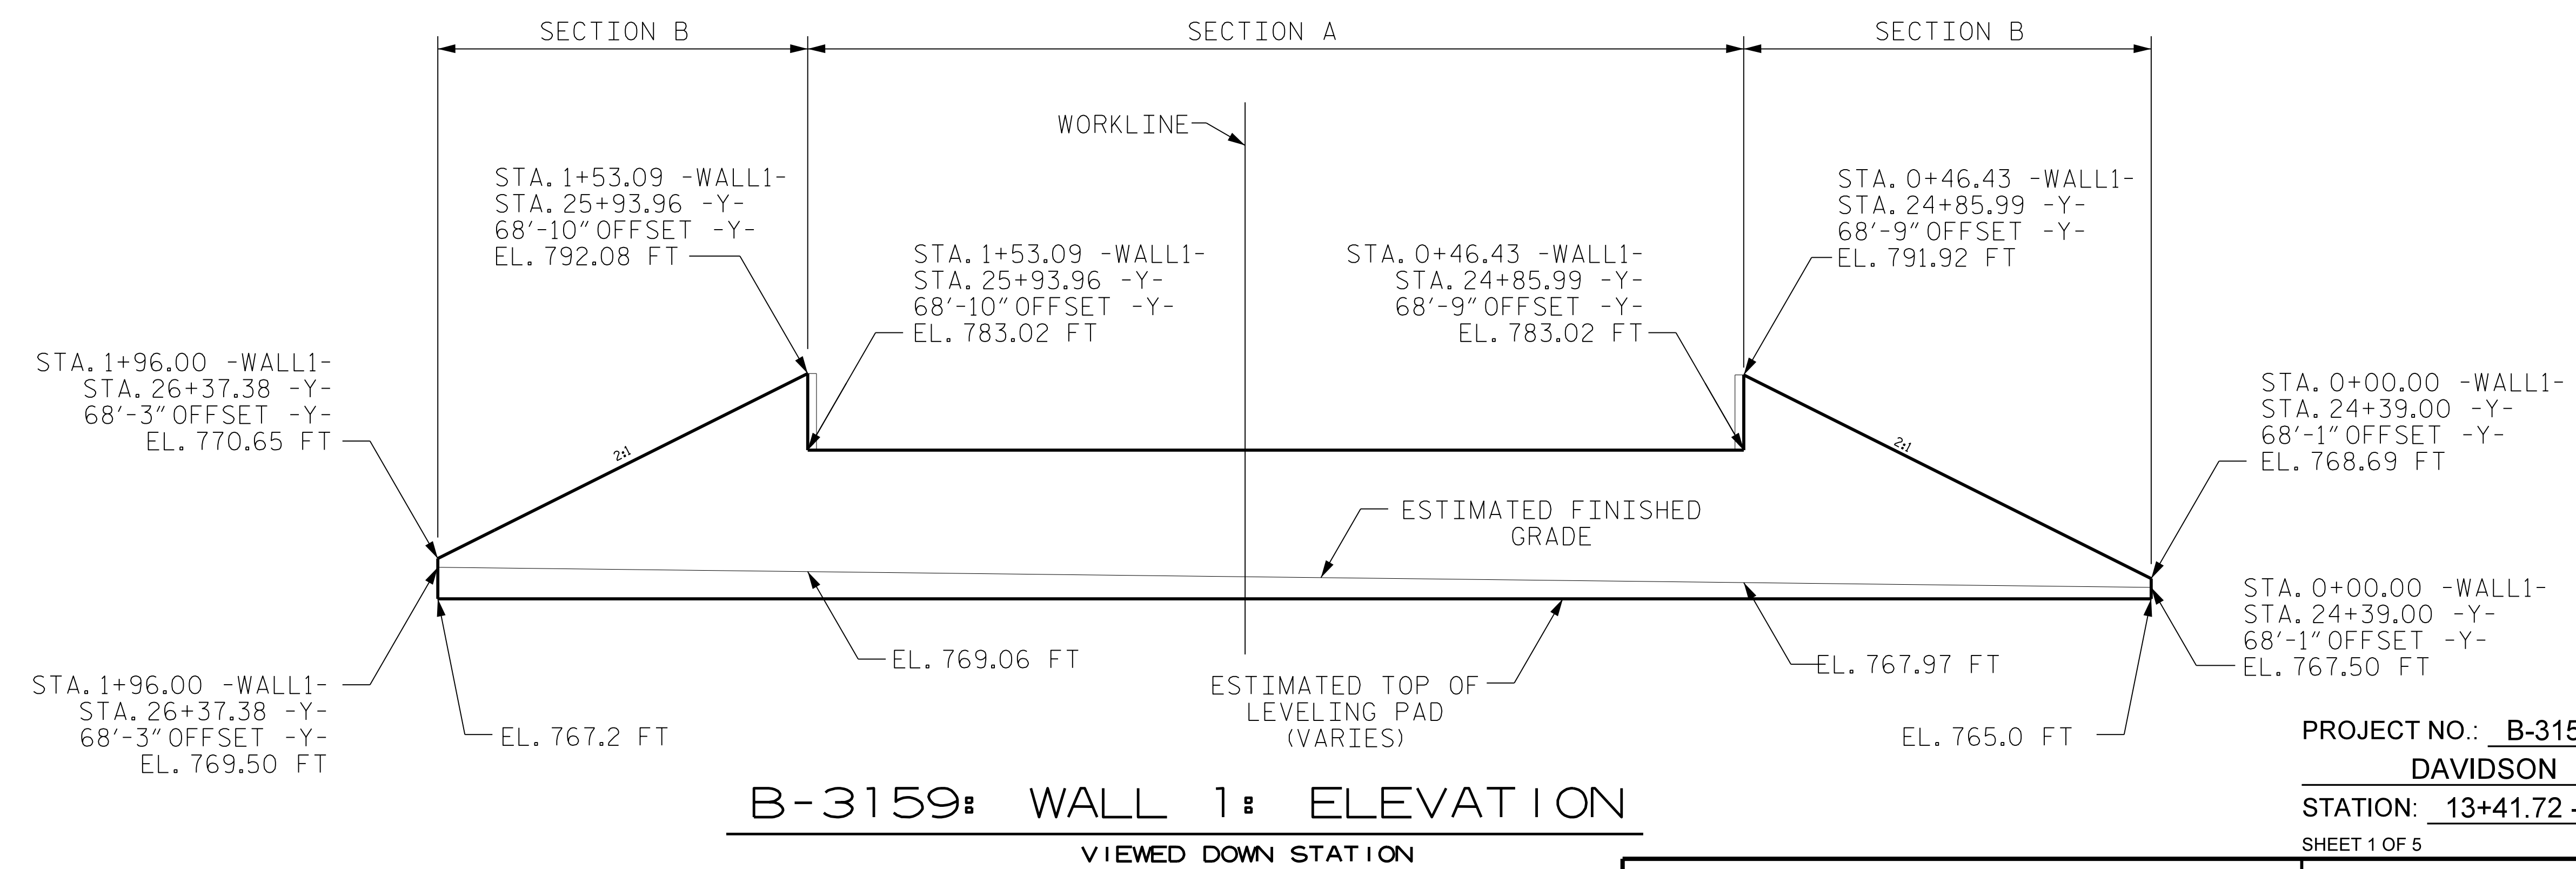 SECTION B
SECTION A
SECTION B
WORKLINE
STA. 1+53.09 -WALL1-
STA. 25+93.96 -Y-
68'-10" OFFSET -Y-
EL. 792.08 FT
STA. 0+46.43 -WALL1-
STA. 24+85.99 -Y-
68'-9" OFFSET -Y-
EL. 791.92 FT
STA. 1+53.09 -WALL1-
STA. 25+93.96 -Y-
68'-10" OFFSET -Y-
EL. 783.02 FT
STA. 0+46.43 -WALL1-
STA. 24+85.99 -Y-
68'-9" OFFSET -Y-
EL. 783.02 FT
STA. 1+96.00 -WALL1-
STA. 26+37.38 -Y-
68'-3" OFFSET -Y-
EL. 770.65 FT
STA. 0+00.00 -WALL1-
STA. 24+39.00 -Y-
68'-1" OFFSET -Y-
EL. 768.69 FT
2:1
2:1
ESTIMATED FINISHED
GRADE
STA. 0+00.00 -WALL1-
STA. 24+39.00 -Y-
68'-1" OFFSET -Y-
EL. 767.50 FT
EL. 769.06 FT
EL. 767.97 FT
STA. 1+96.00 -WALL1-
STA. 26+37.38 -Y-
68'-3" OFFSET -Y-
EL. 769.50 FT
EL. 767.2 FT
ESTIMATED TOP OF
LEVELING PAD
(VARIES)
EL. 765.0 FT
B-3159: WALL 1: ELEVATION
VIEWED DOWN STATION
PROJECT NO.: B-315
DAVIDSON
STATION: 13+41.72 -
SHEET 1 OF 5